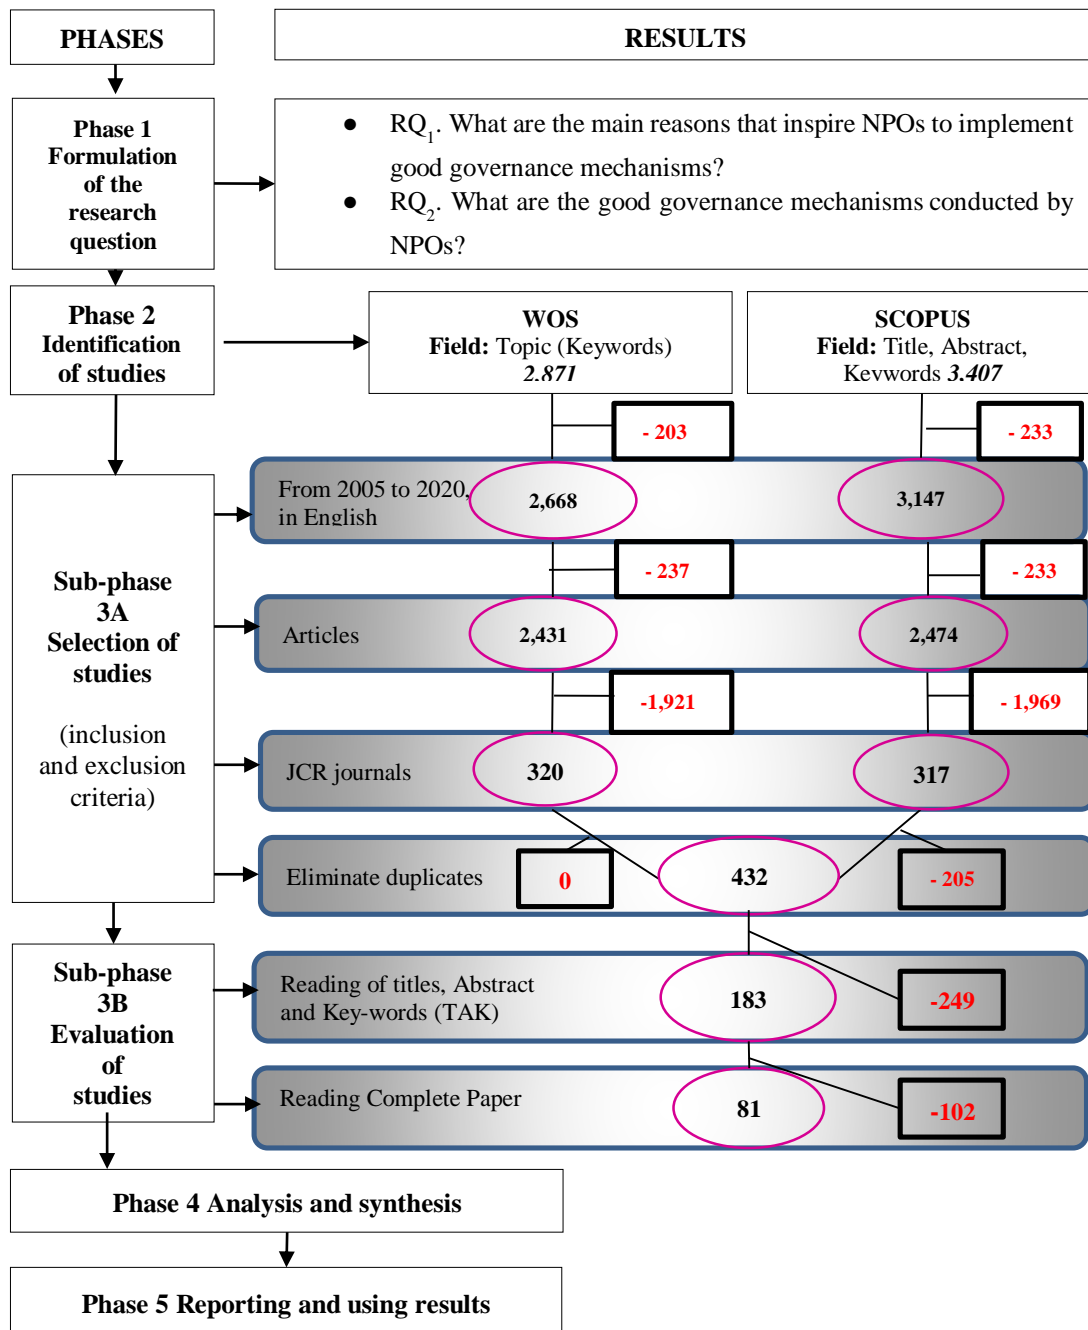 PHASES
RESULTS
Phase 1
Formulation
of the
research
question
● RQ1. What are the main reasons that inspire NPOs to implement
good governance mechanisms?
● RQ2. What are the good governance mechanisms conducted by
NPOs?
Phase 2
Identification
of studies
WOS
Field: Topic (Keywords)
2.871
SCOPUS
Field: Title, Abstract,
Keywords 3.407
- 203
- 233
Sub-phase
3A
Selection of
studies
(inclusion
and exclusion
criteria)
From 2005 to 2020,
in English
2,668
3,147
- 237
- 233
Articles
2,431
2,474
-1,921
- 1,969
JCR journals
320
317
Eliminate duplicates
0
432
- 205
Sub-phase
3B
Evaluation
of
studies
Reading of titles, Abstract
and Key-words (TAK)
183
-249
Reading Complete Paper
81
-102
Phase 4 Analysis and synthesis
Phase 5 Reporting and using results